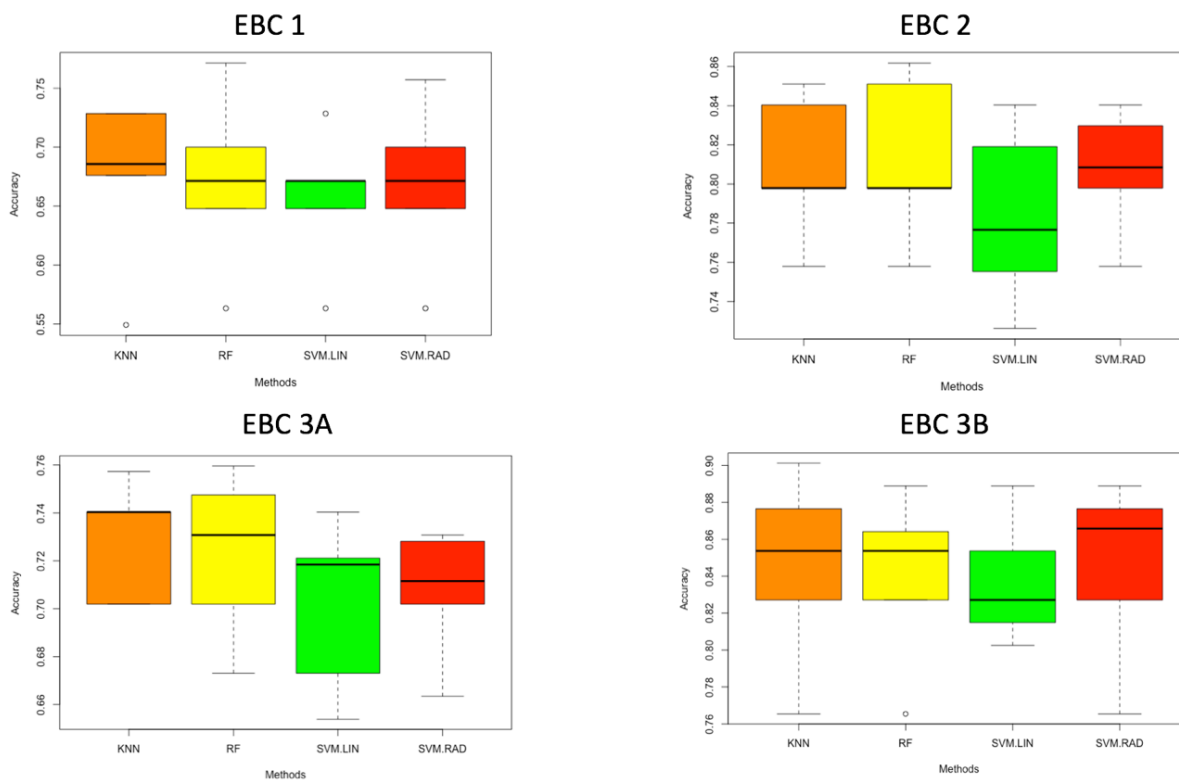 EBC 1
0.75
0.70
0.65
0.60
0.55
Accuracy
KNN RF SVM.LIN SVM.RAD
Methods
EBC 2
0.86
0.84
0.82
0.80
0.78
0.76
0.74
Accuracy
KNN RF SVM.LIN SVM.RAD
Methods
EBC 3A
0.76
0.74
0.72
0.70
0.68
0.66
Accuracy
KNN RF SVM.LIN SVM.RAD
Methods
EBC 3B
0.90
0.88
0.86
0.84
0.82
0.80
0.78
0.76
Accuracy
KNN RF SVM.LIN SVM.RAD
Methods